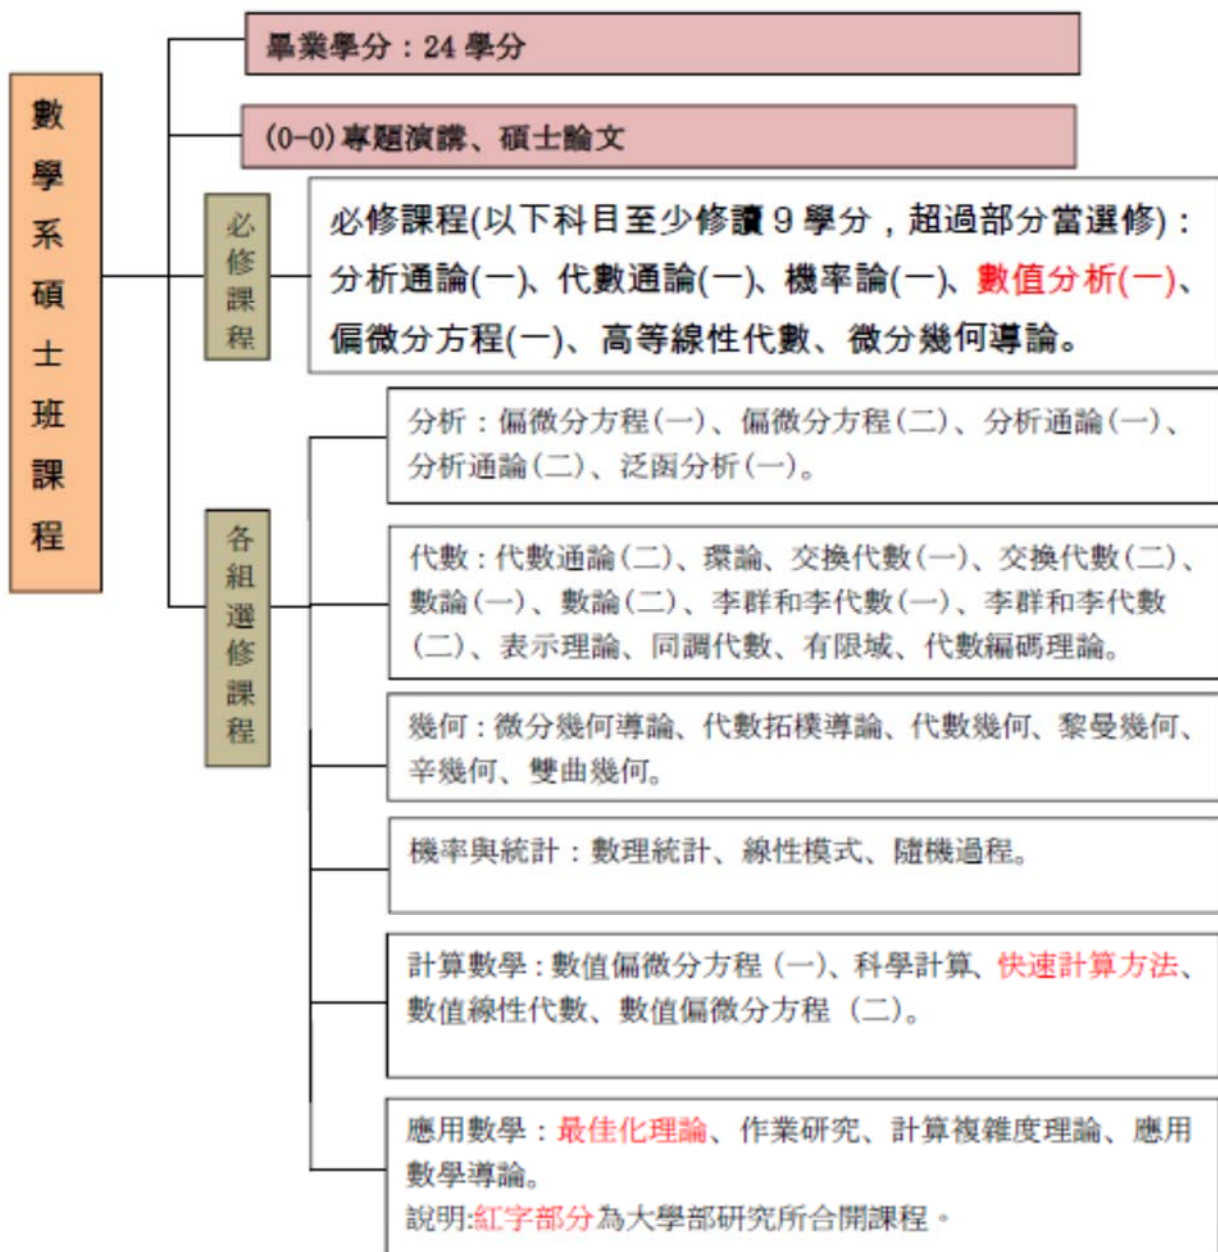 數學系碩士班課程
畢業學分：24 學分
(0-0)專題演講、碩士論文
必修課程
必修課程(以下科目至少修讀 9 學分，超過部分當選修)：
分析通論(一)、代數通論(一)、機率論(一)、數值分析(一)、
偏微分方程(一)、高等線性代數、微分幾何導論。
各組選修課程
分析：偏微分方程(一)、偏微分方程(二)、分析通論(一)、
分析通論(二)、泛函分析(一)。
代數：代數通論(二)、環論、交換代數(一)、交換代數(二)、
數論(一)、數論(二)、李群和李代數(一)、李群和李代數
(二)、表示理論、同調代數、有限域、代數編碼理論。
幾何：微分幾何導論、代數拓樸導論、代數幾何、黎曼幾何、
辛幾何、雙曲幾何。
機率與統計：數理統計、線性模式、隨機過程。
計算數學：數值偏微分方程 (一)、科學計算、快速計算方法、
數值線性代數、數值偏微分方程 (二)。
應用數學：最佳化理論、作業研究、計算複雜度理論、應用
數學導論。
說明:紅字部分為大學部研究所合開課程。